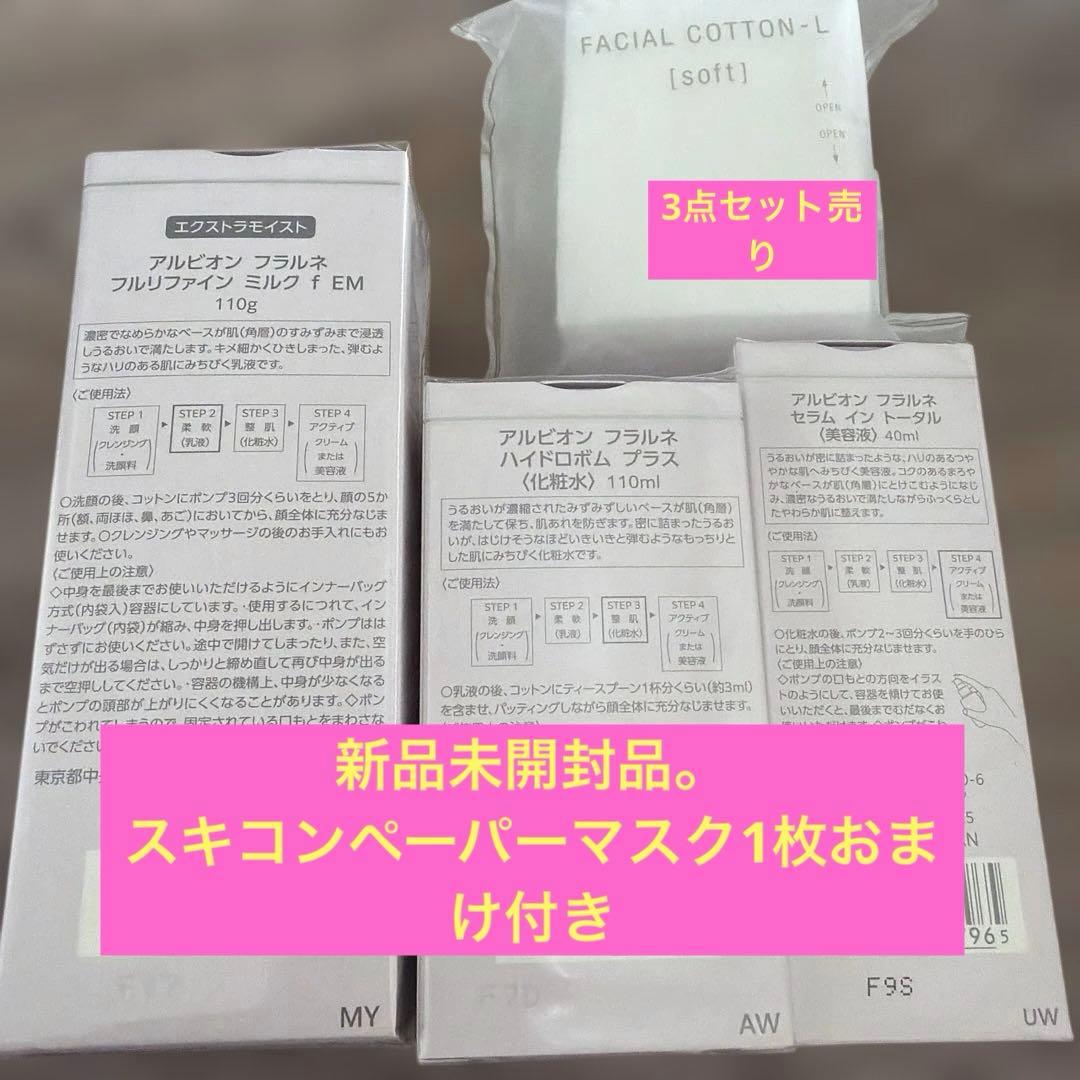 FACIAL COTTON-L
[soft]
OPEN
OPEN
3点セット売
り
エクストラモイスト
アルビオン フラルネ
フルリファイン ミルク f EM
110g
濃密でなめらかなベースが肌(角層)のすみずみまで浸透
しうるおいで満たします。キメ細かくひきしまった、弾むよ
うなハリのある肌にみちびく乳液です。
〈ご使用法〉
STEP 1 STEP 2 STEP 3 STEP 4
洗顔 柔軟 整肌 アクティブ
(クレンジング・洗顔料) (乳液) (化粧水) (クリームまたは美容液)
○洗顔の後、コットンにポンプ3回分くらいをとり、顔の5か
所(額、両ほほ、鼻、あご)においてから、顔全体に充分なじま
せます。○クレンジングやマッサージの後のお手入れにもお
使いください。
〈ご使用上の注意〉
◇中身を最後までお使いいただけるようにインナーバッグ
方式(内袋入)容器にしています。・使用するにつれて、イン
ナーバッグ(内袋)が縮み、中身を押し出します。・ポンプはは
ずさずにお使いください。途中で開けてしまったり、また、空
気だけが出る場合は、しっかりと締め直して再び中身が出る
まで空押ししてください。・容器の機構上、中身が少なくなる
とポンプの頭部が上がりにくくなることがあります。◇ポン
プがこわれてしまうので、固定されている口もとをまわさな
いでくださ
東京都中
MY
アルビオン フラルネ
ハイドロボム プラス
〈化粧水〉 110ml
うるおいが濃縮されたみずみずしいベースが肌(角層)
を満たして保ち、肌あれを防ぎます。密に詰まったうるお
いが、はじけそうなほどいきいきと弾むようなもっちりと
した肌にみちびく化粧水です。
〈ご使用法〉
STEP 1 STEP 2 STEP 3 STEP 4
洗顔 柔軟 整肌 アクティブ
(クレンジング・洗顔料) (乳液) (化粧水) (クリームまたは美容液)
○乳液の後、コットンにティースプーン1杯分くらい(約3ml)
を含ませ、パッティングしながら顔全体に充分なじませます。
AW
アルビオン フラルネ
セラム イン トータル
〈美容液〉 40ml
うるおいが密に詰まったような、ハリのあるつや
やかな肌へみちびく美容液。コクのあるまろや
かなベースが肌(角層)にとけこむようになじ
み、濃密なうるおいで満たしながらふっくらとし
たやわらか肌に整えます。
〈ご使用法〉
STEP 1 STEP 2 STEP 3 STEP 4
洗顔 柔軟 整肌 アクティブ
(クレンジング・洗顔料) (乳液) (化粧水) (クリームまたは美容液)
○化粧水の後、ポンプ2～3回分くらいを手のひら
にとり、顔全体に充分なじませます。
〈ご使用上の注意〉
◇ポンプの口もとの方向をイラス
トのようにして、容器を傾けてお使
いいただくと、最後までむだなくお
965
F9S
UW
新品未開封品。
スキコンペーパーマスク1枚おま
け付き